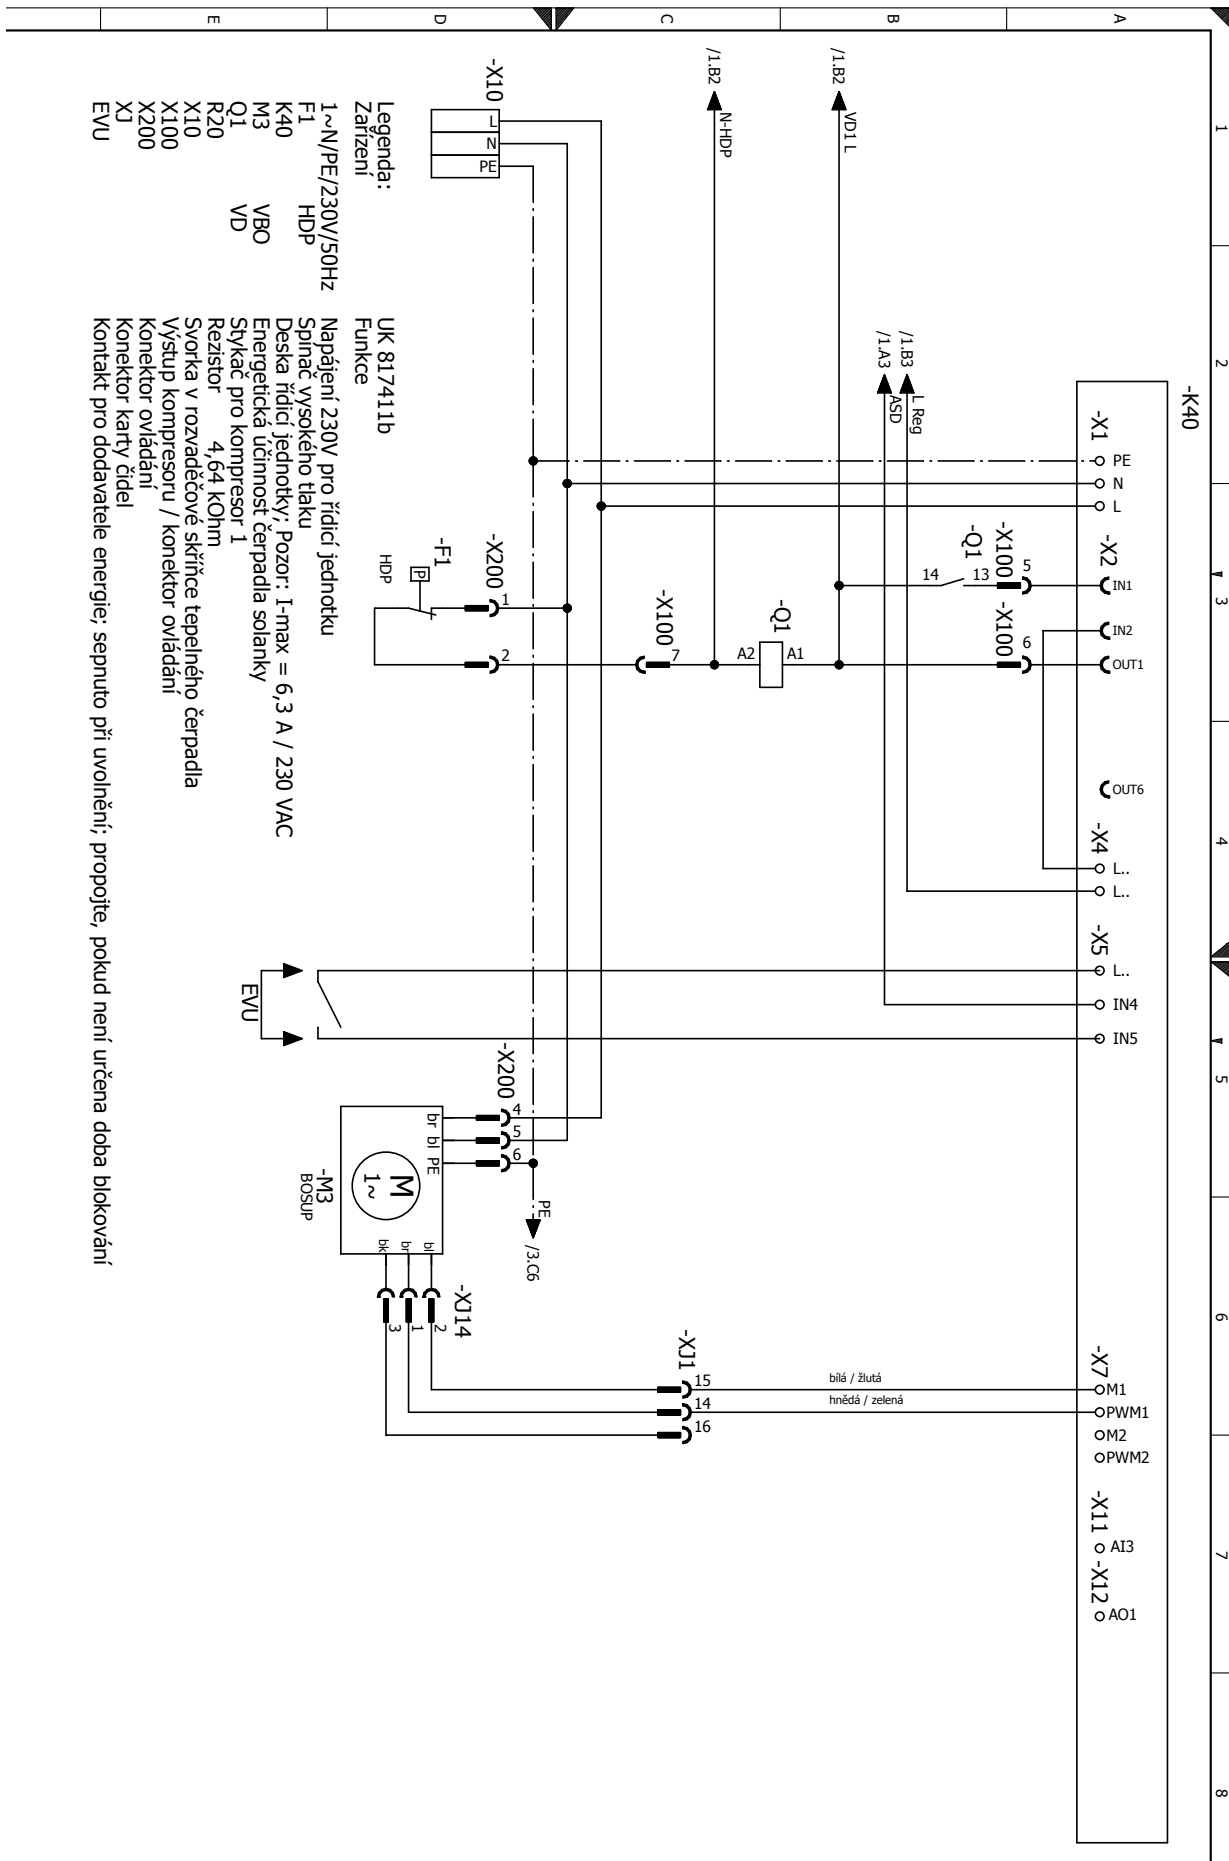 1
2
3
4
5
6
7
8
A
B
C
D
E
-K40
-X1
PE
N
L
-X2
IN1
IN2
OUT1
OUT6
-X4
L..
L..
-X5
L..
IN4
IN5
-X7
M1
PWM1
M2
PWM2
-X11
AI3
-X12
AO1
-X100
5
-X100
6
-Q1
13
14
/1.B3
L Reg
/1.A3
ASD
/1.B2
VD1 L
/1.B2
N-HDP
-Q1
A1
A2
-X100
7
bílá / žlutá
hnědá / zelená
-XJ1
15
14
16
-X10
L
N
PE
-X200
1
2
-F1
P
HDP
-X200
4
5
6
br
bl
PE
M
1~
-M3
BOSUP
bl
br
bk
-XJ14
2
1
3
PE
/3.C6
EVU
Legenda: UK 817411b
Zařízení Funkce
1~N/PE/230V/50Hz Napájení 230V pro řídicí jednotku
F1 HDP Spínač vysokého tlaku
K40 Deska řídicí jednotky; Pozor: I-max = 6,3 A / 230 VAC
M3 VBO Energetická účinnost čerpadla solanky
Q1 VD Stykač pro kompresor 1
R20 Rezistor 4,64 kOhm
X10 Svorka v rozvaděčové skříňce tepelného čerpadla
X100 Výstup kompresoru / konektor ovládání
X200 Konektor ovládání
XJ Konektor karty čidel
EVU Kontakt pro dodavatele energie; sepnuto při uvolnění; propojte, pokud není určena doba blokování